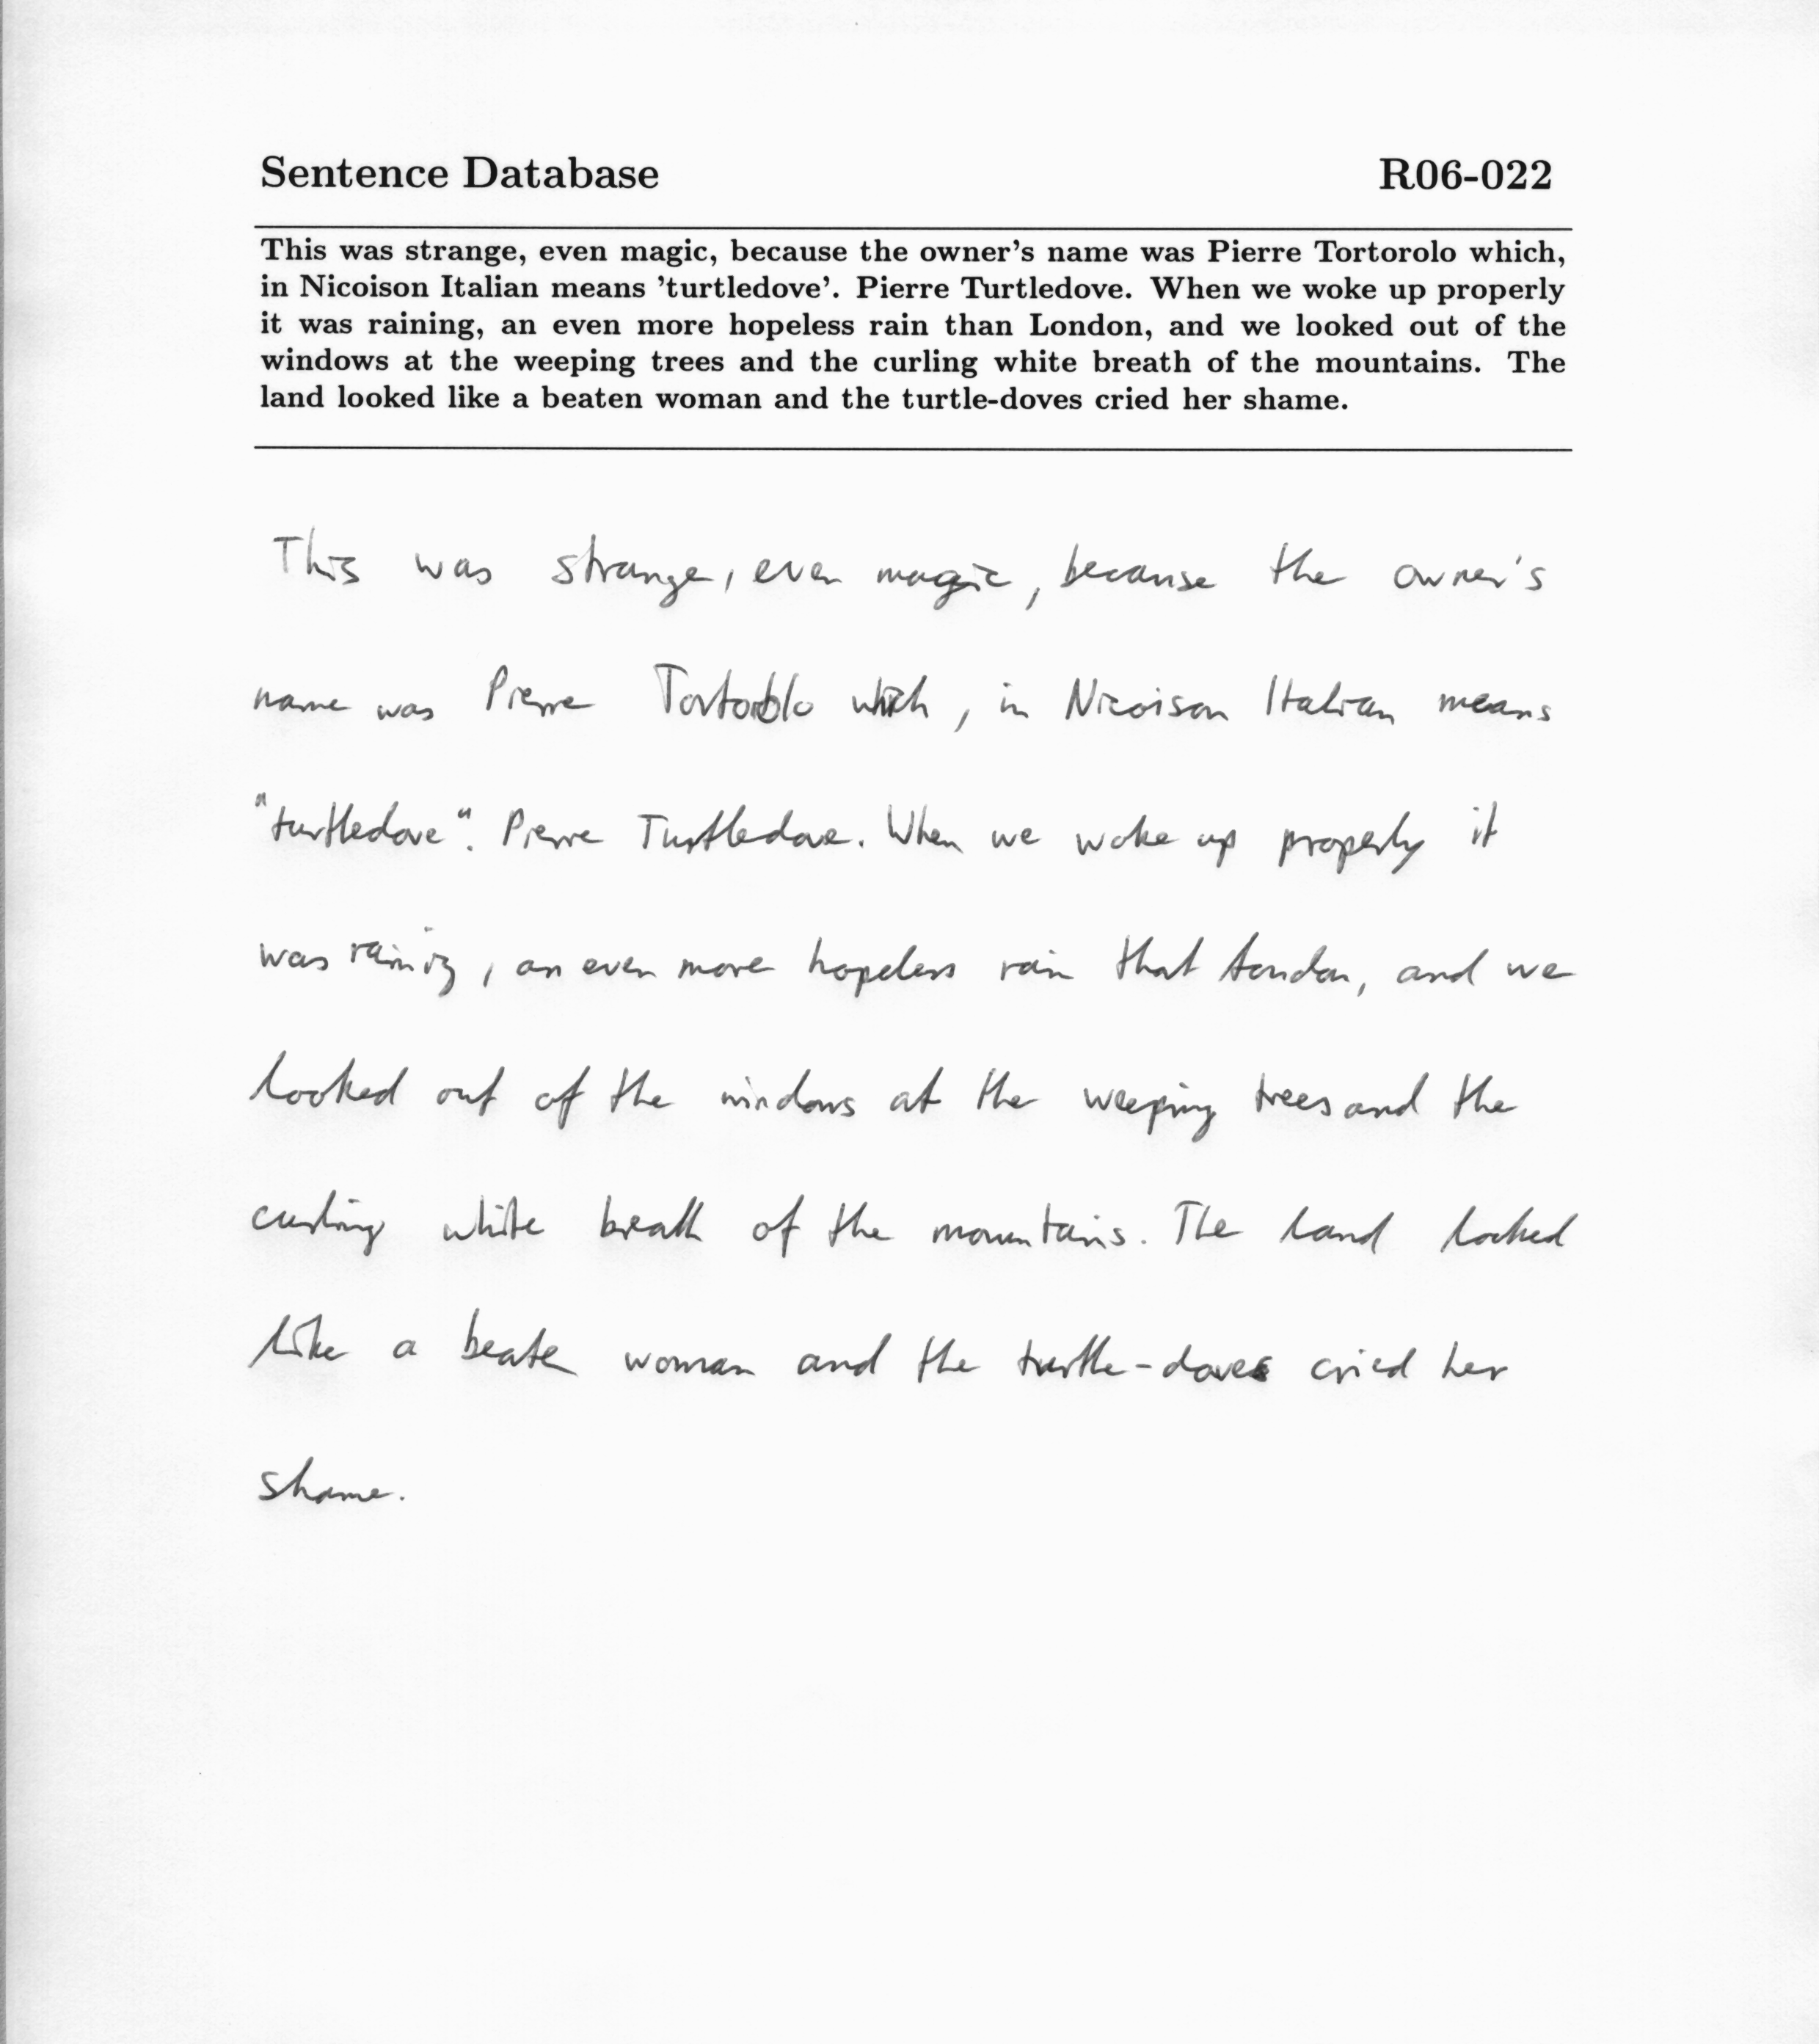 Sentence Database R06-022
This was strange, even magic, because the owner's name was Pierre Tortorolo which,
in Nicoison Italian means 'turtledove'. Pierre Turtledove. When we woke up properly
it was raining, an even more hopeless rain than London, and we looked out of the
windows at the weeping trees and the curling white breath of the mountains. The
land looked like a beaten woman and the turtle-doves cried her shame.
This was strange, even magic, because the owner's
name was Pierre Tortorolo which, in Nicoison Italian means
"turtledove". Pierre Turtledove. When we woke up properly it
was raining, an even more hopeless rain that London, and we
looked out of the windows at the weeping trees and the
curling white breath of the mountains. The land looked
like a beaten woman and the turtle-doves cried her
shame.